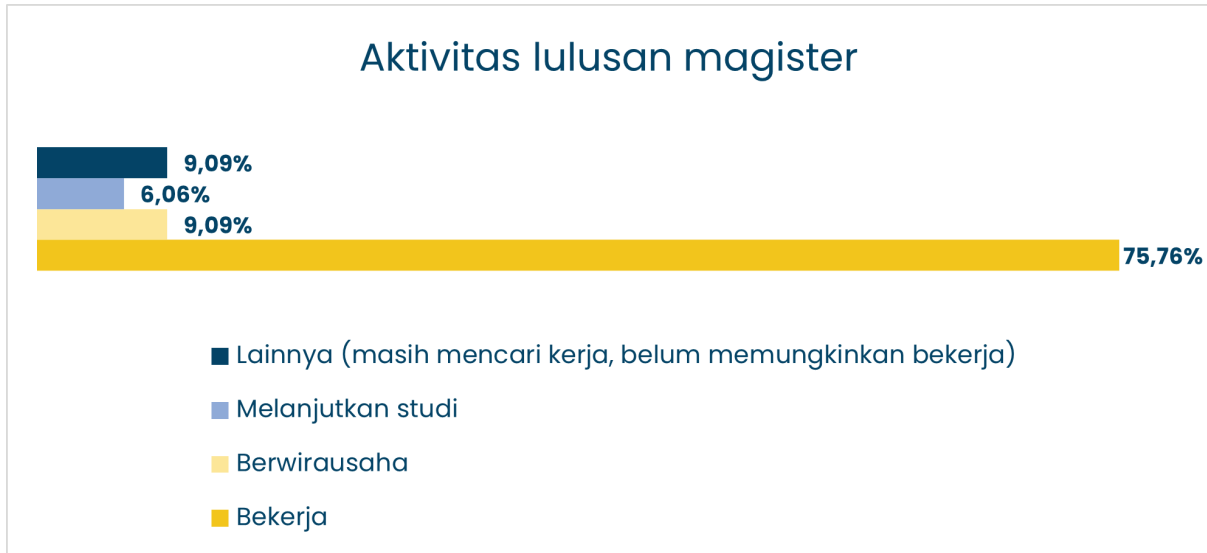 Aktivitas lulusan magister
9,09%
6,06%
9,09%
75,76%
Lainnya (masih mencari kerja, belum memungkinkan bekerja)
Melanjutkan studi
Berwirausaha
Bekerja